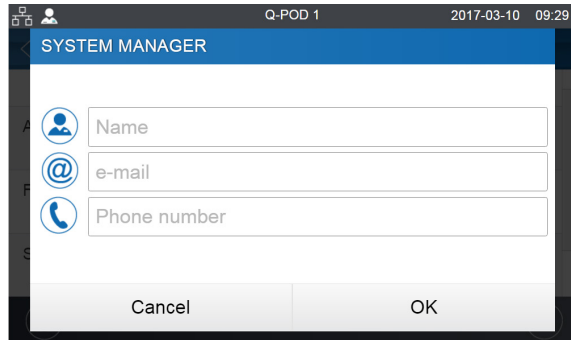 Q-POD 1 2017-03-10 09:29
SYSTEM MANAGER
Name
@ e-mail
Phone number
Cancel OK